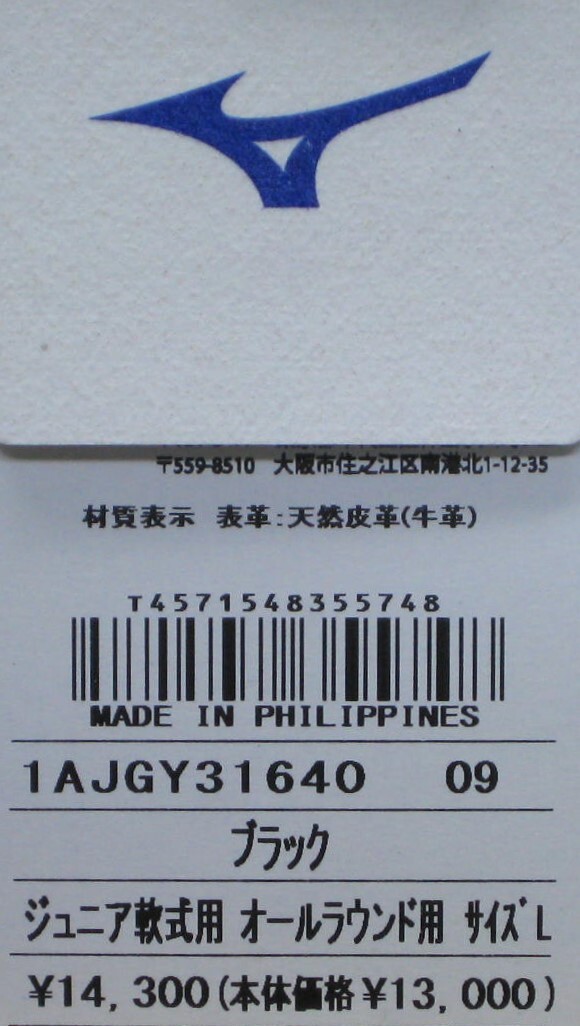 〒559-8510 大阪市住之江区南港北1-12-35
材質表示 表革:天然皮革(牛革)
T4571548355748
MADE IN PHILIPPINES
1AJGY31640 09
ブラック
ジュニア軟式用 オールラウンド用 サイズL
¥14,300(本体価格¥13,000)